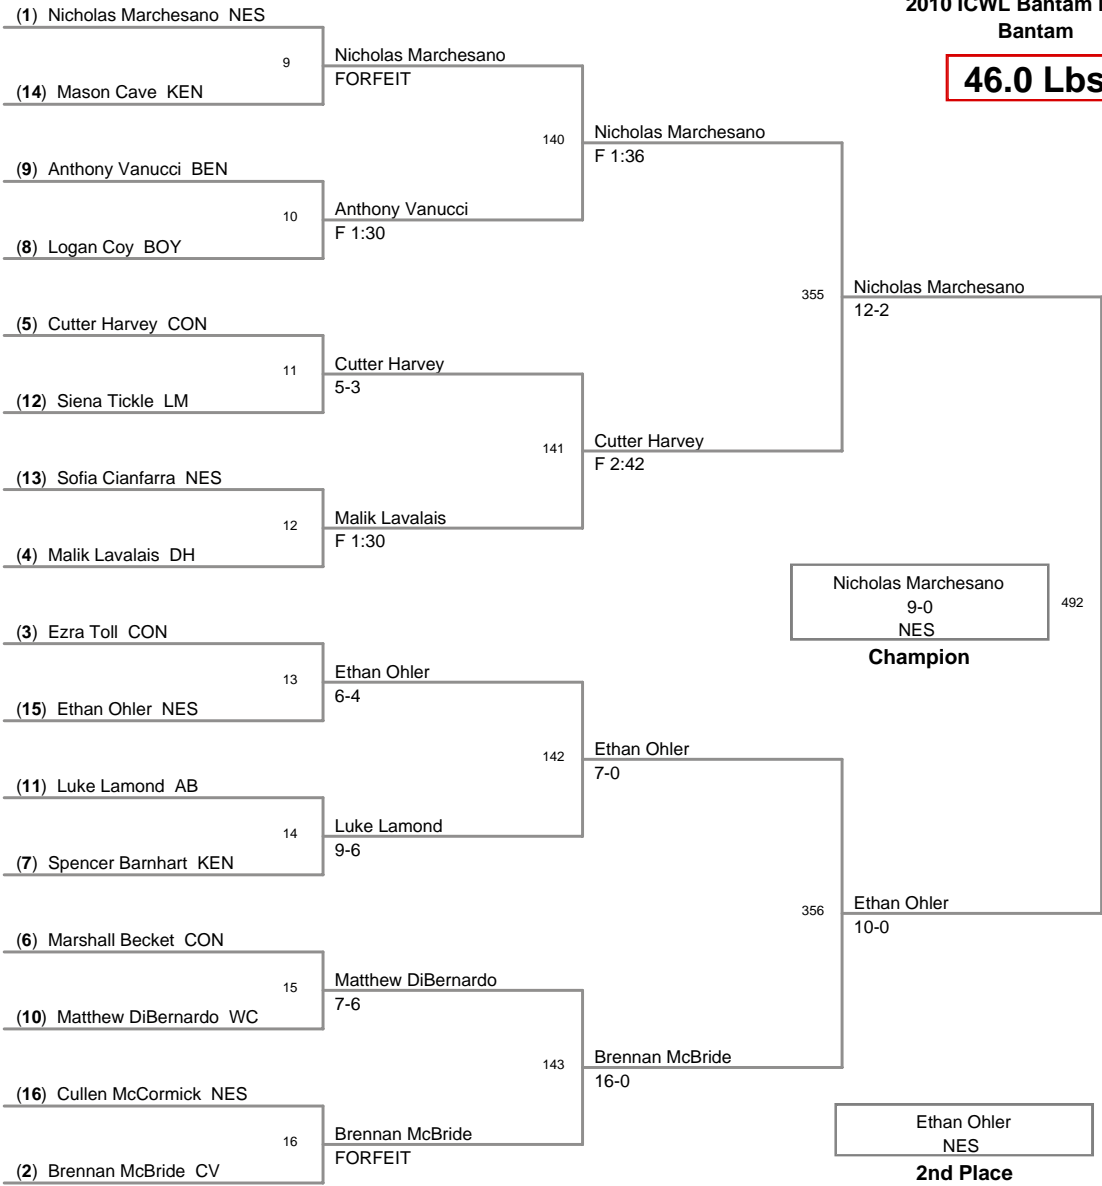 2010 ICWL Bantam
Bantam
46.0 Lbs
(1) Nicholas Marchesano NES
9
Nicholas Marchesano
FORFEIT
(14) Mason Cave KEN
140
Nicholas Marchesano
F 1:36
(9) Anthony Vanucci BEN
10
Anthony Vanucci
F 1:30
(8) Logan Coy BOY
355
Nicholas Marchesano
12-2
(5) Cutter Harvey CON
11
Cutter Harvey
5-3
(12) Siena Tickle LM
141
Cutter Harvey
F 2:42
(13) Sofia Cianfarra NES
12
Malik Lavalais
F 1:30
(4) Malik Lavalais DH
Nicholas Marchesano
9-0
NES
Champion
492
(3) Ezra Toll CON
13
Ethan Ohler
6-4
(15) Ethan Ohler NES
142
Ethan Ohler
7-0
(11) Luke Lamond AB
14
Luke Lamond
9-6
(7) Spencer Barnhart KEN
356
Ethan Ohler
10-0
(6) Marshall Becket CON
15
Matthew DiBernardo
7-6
(10) Matthew DiBernardo WC
143
Brennan McBride
16-0
(16) Cullen McCormick NES
16
Brennan McBride
FORFEIT
(2) Brennan McBride CV
Ethan Ohler
NES
2nd Place